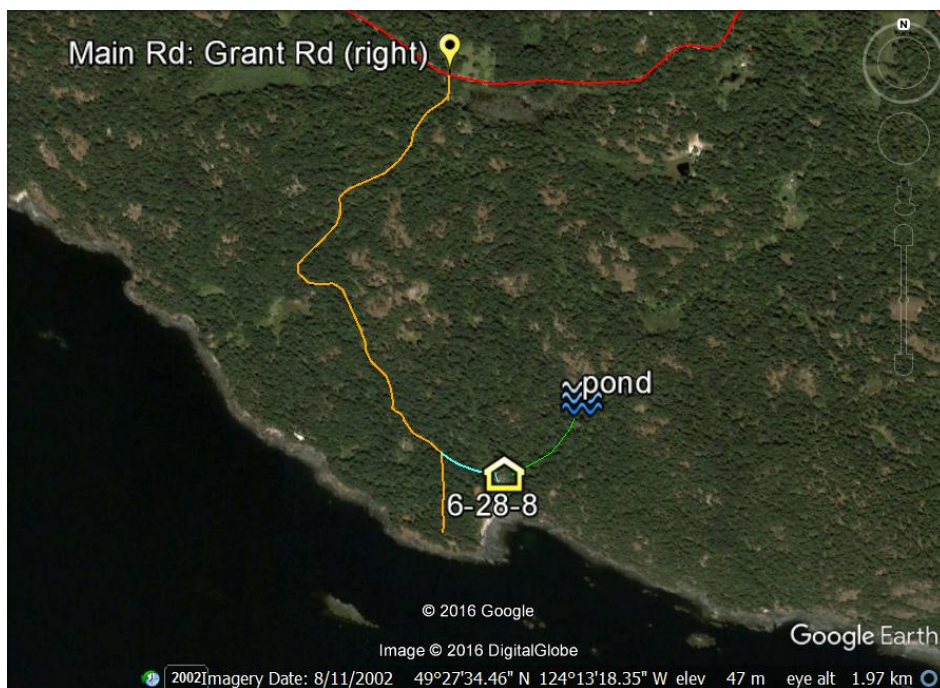 N
Main Rd: Grant Rd (right)
pond
6-28-8
© 2016 Google
Google Earth
Image © 2016 DigitalGlobe
2002 Imagery Date: 8/11/2002 49°27'34.46" N 124°13'18.35" W elev 47 m eye alt 1.97 km